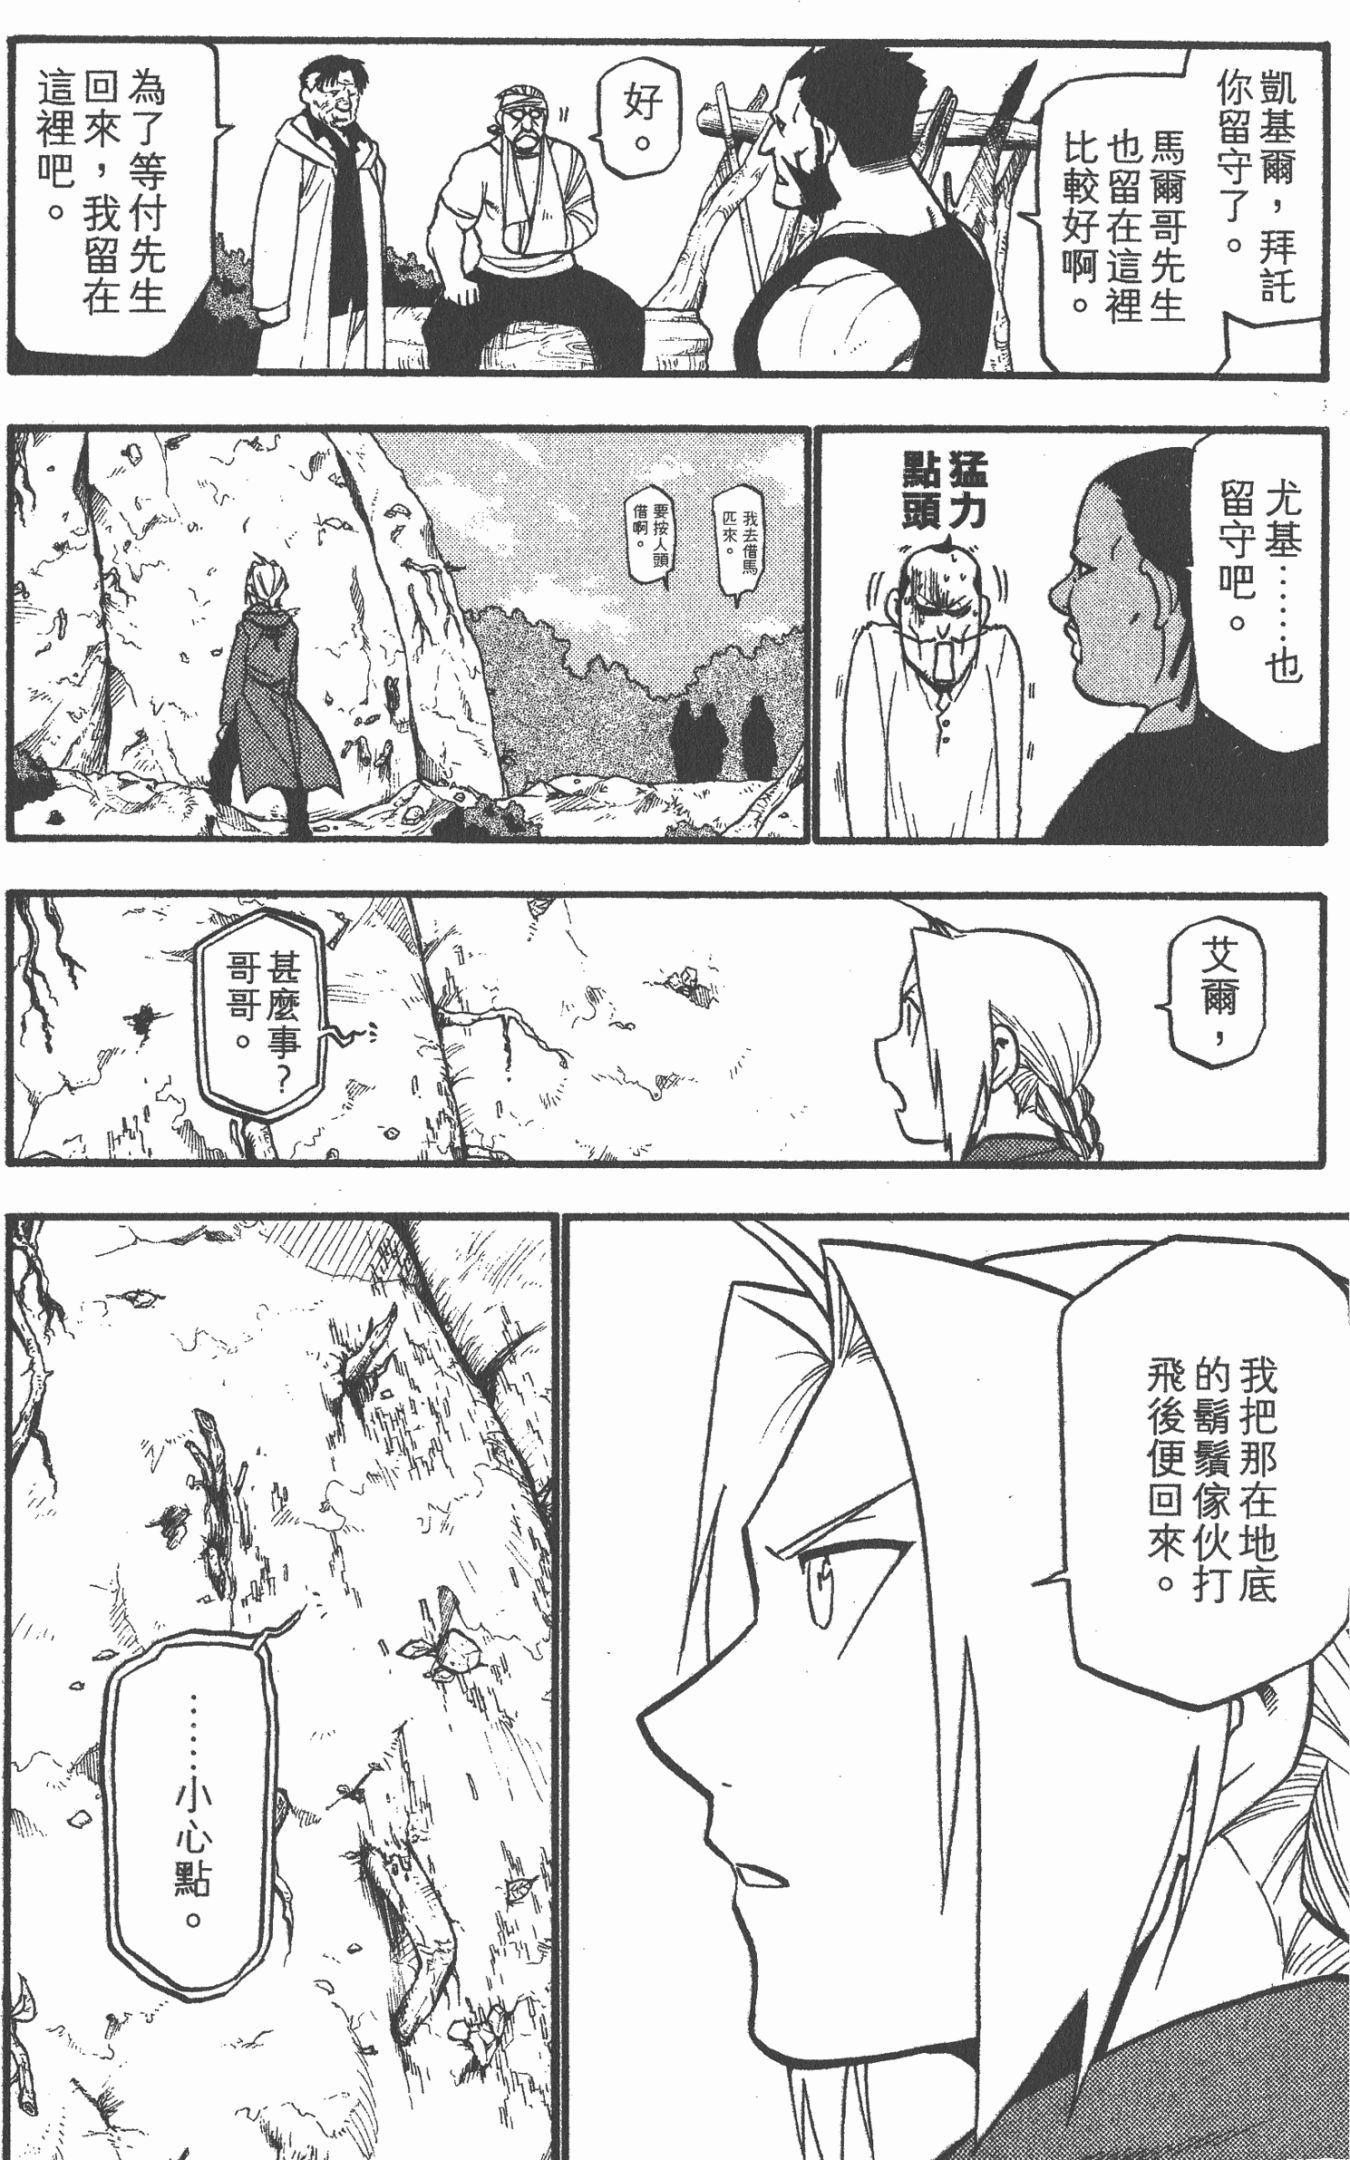 凱基爾，拜託
你留守了。
馬爾哥先生
也留在這裡
比較好啊。
好。
為了等付先生
回來，我留在
這裡吧。
尤基……也
留守吧。
猛力
點頭
我去借馬
匹來。
要按人頭
借啊。
艾爾，
甚麼事？
哥哥。
我把那在地底
的鬍鬚傢伙打
飛後便回來。
……小心點。